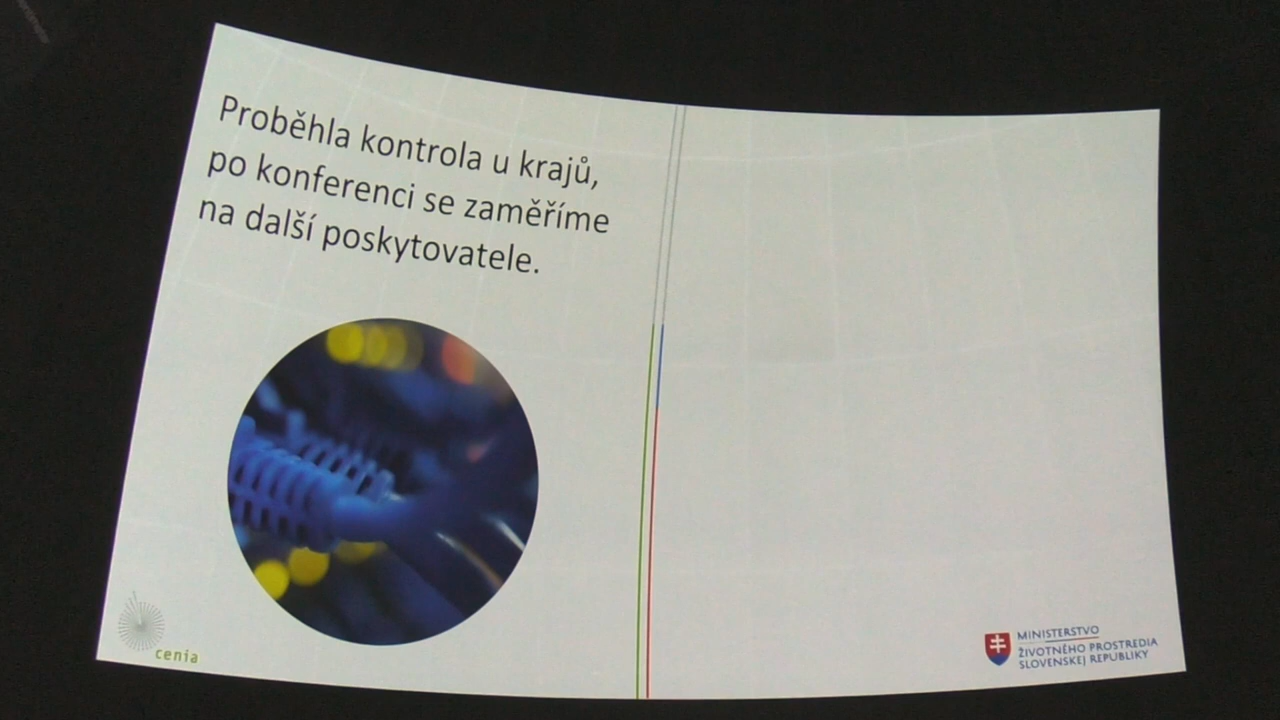 Proběhla kontrola u krajů,
po konferenci se zaměříme
na další poskytovatele.
cenia
MINISTERSTVO
ŽIVOTNÉHO PROSTREDIA
SLOVENSKEJ REPUBLIKY